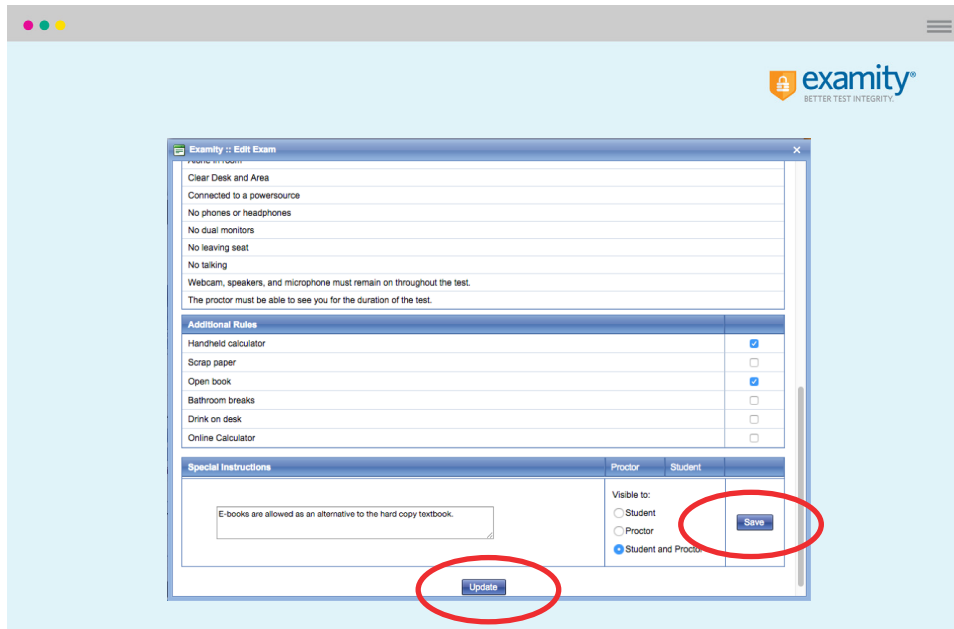 examity®
BETTER TEST INTEGRITY.
Examity :: Edit Exam
Alone in room
Clear Desk and Area
Connected to a powersource
No phones or headphones
No dual monitors
No leaving seat
No talking
Webcam, speakers, and microphone must remain on throughout the test.
The proctor must be able to see you for the duration of the test.
Additional Rules
Handheld calculator
Scrap paper
Open book
Bathroom breaks
Drink on desk
Online Calculator
Special Instructions Proctor Student
E-books are allowed as an alternative to the hard copy textbook.
Visible to:
Student
Proctor
Student and Proctor
Save
Update